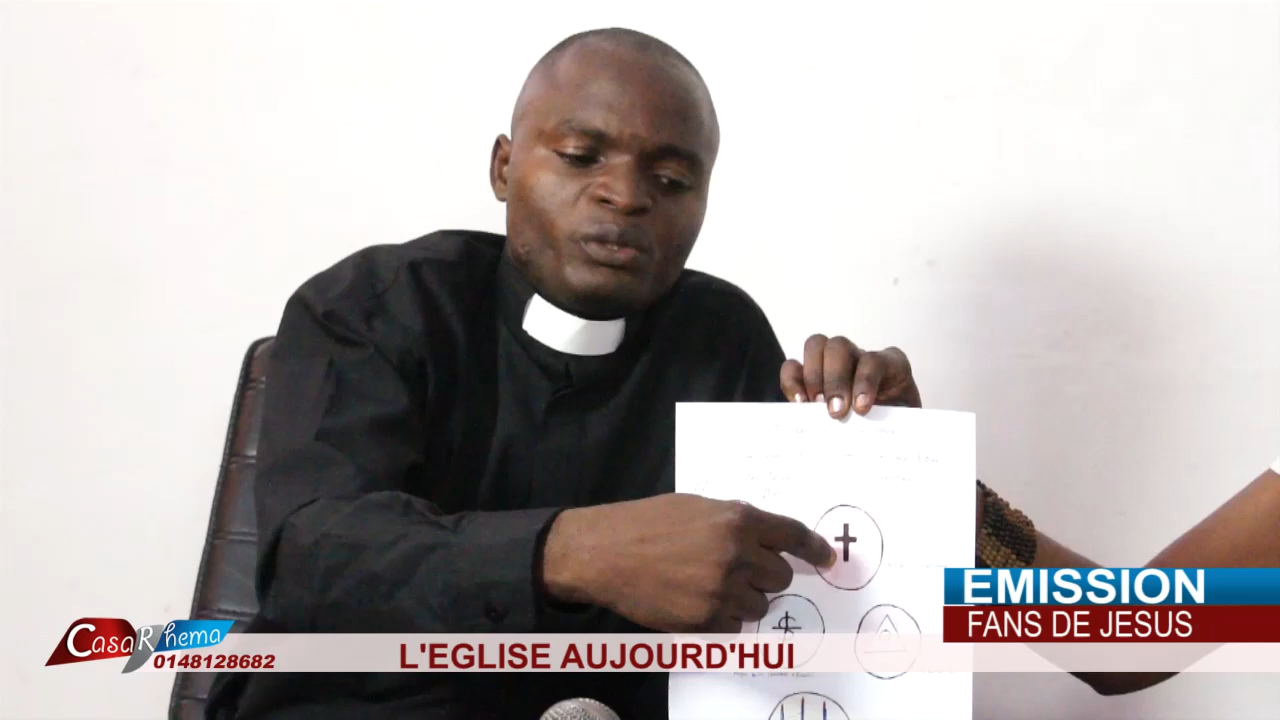 EMISSION
FANS DE JESUS
CasaRhema
0148128682
L'EGLISE AUJOURD'HUI